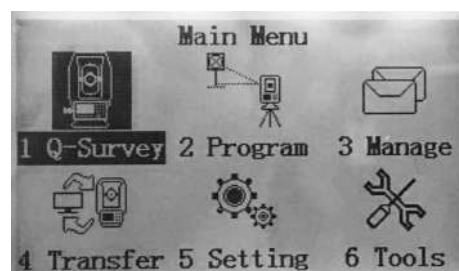 Main Menu
1 Q-Survey 2 Program 3 Manage
4 Transfer 5 Setting 6 Tools